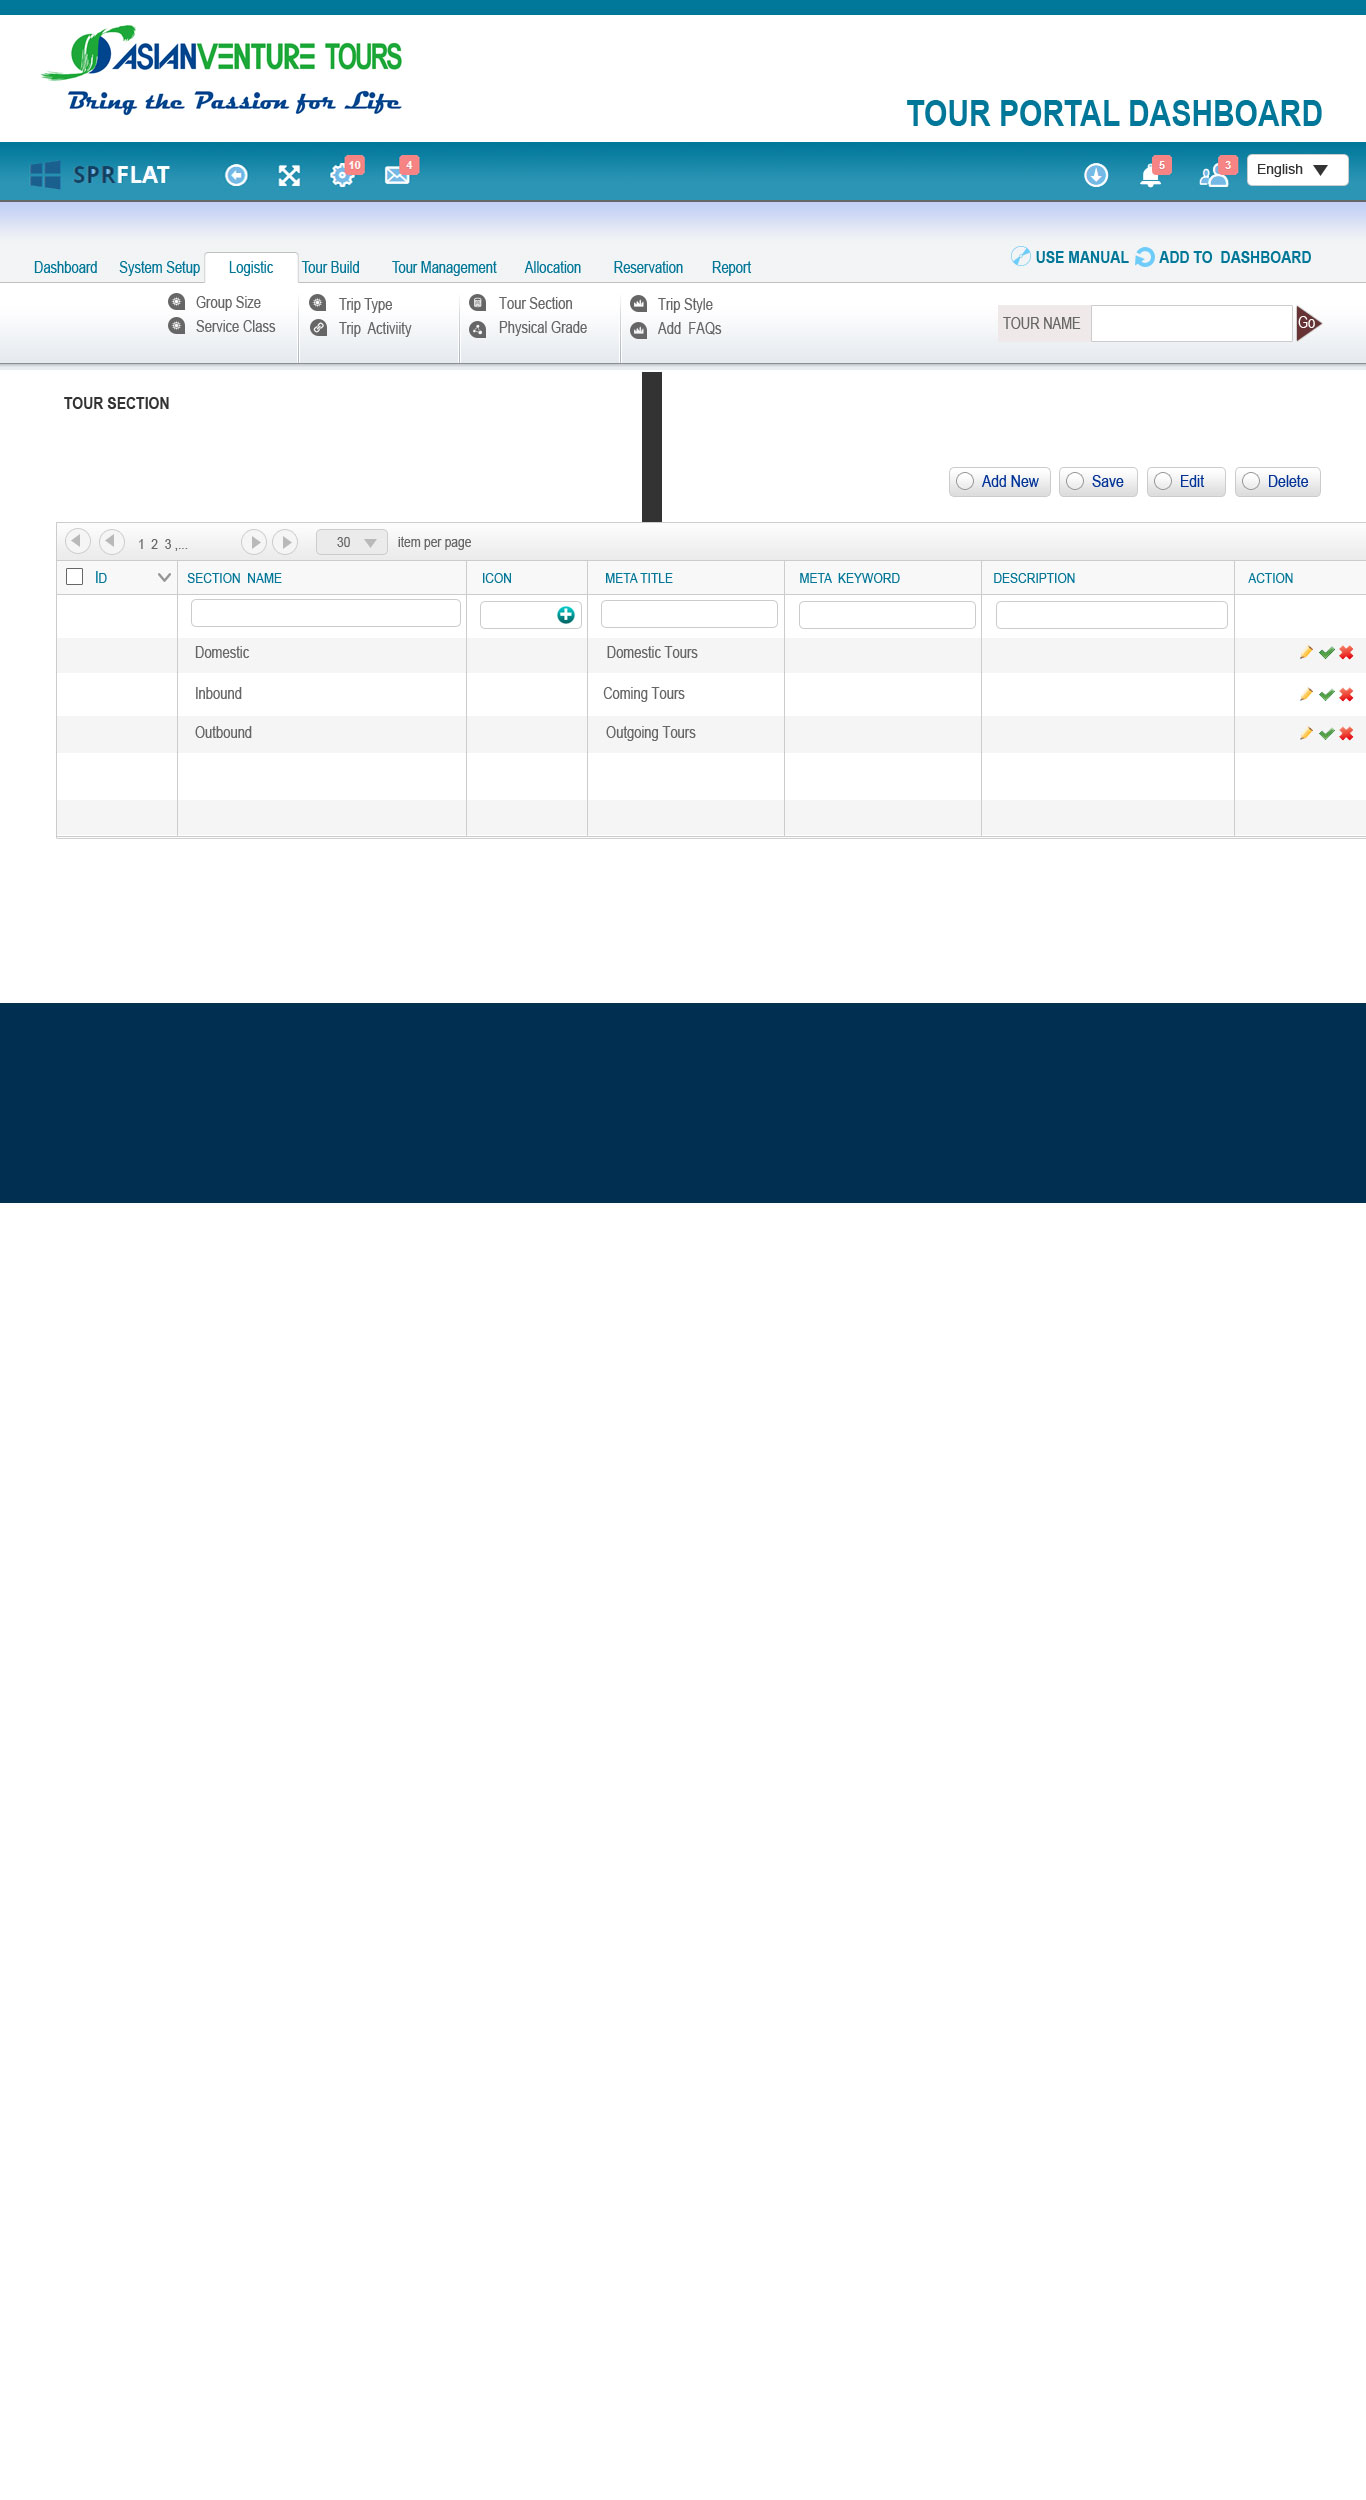 ASIANVENTURE TOURS
Bring the Passion for Life
TOUR PORTAL DASHBOARD
SPRFLAT
10
4
5
3
English
USE MANUAL ADD TO DASHBOARD
Dashboard System Setup Logistic Tour Build Tour Management Allocation Reservation Report
Group Size Trip Type Tour Section Trip Style
Service Class Trip Activiity Physical Grade Add FAQs
TOUR NAME Go
TOUR SECTION
Add New Save Edit Delete
1 2 3 ,... 30 item per page
ID SECTION NAME ICON META TITLE META KEYWORD DESCRIPTION ACTION
Domestic Domestic Tours
Inbound Coming Tours
Outbound Outgoing Tours